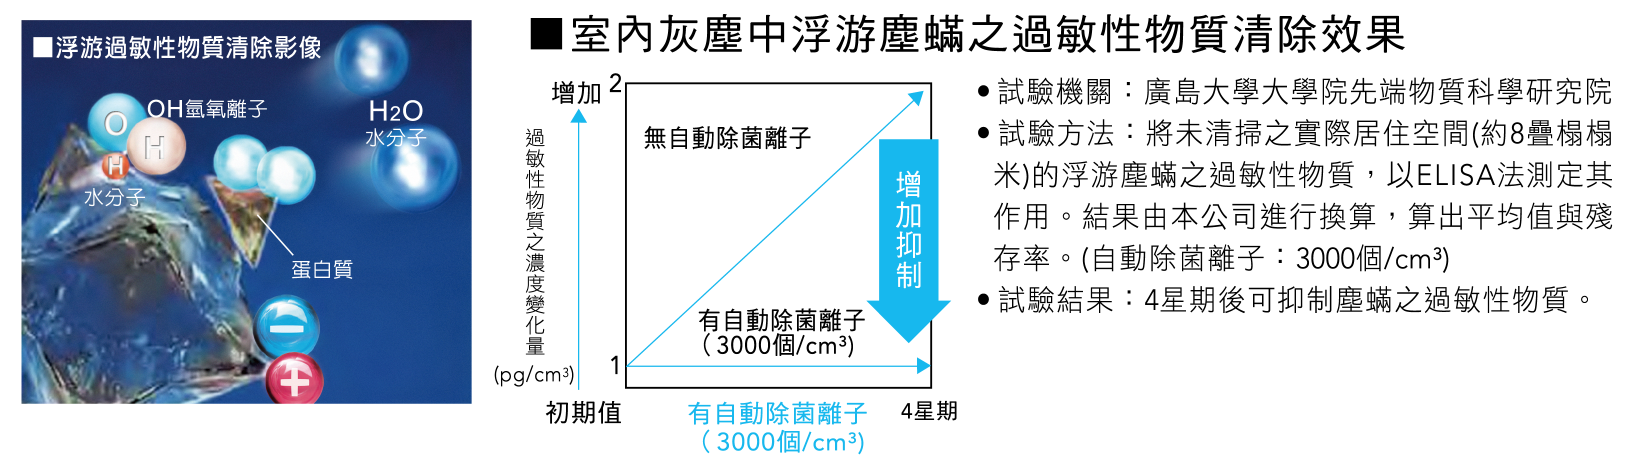 ■浮游過敏性物質清除影像
OH氫氧離子
O
H
H
水分子
H2O
水分子
蛋白質
−
+
■室內灰塵中浮游塵蟎之過敏性物質清除效果
增加 2
過敏性物質之濃度變化量
(pg/cm³)
1
無自動除菌離子
增加抑制
有自動除菌離子
（3000個/cm³)
初期值
有自動除菌離子
（3000個/cm³)
4星期
●試驗機關：廣島大學大學院先端物質科學研究院
●試驗方法：將未清掃之實際居住空間(約8疊榻榻
米)的浮游塵蟎之過敏性物質，以ELISA法測定其
作用。結果由本公司進行換算，算出平均值與殘
存率。(自動除菌離子：3000個/cm³)
●試驗結果：4星期後可抑制塵蟎之過敏性物質。